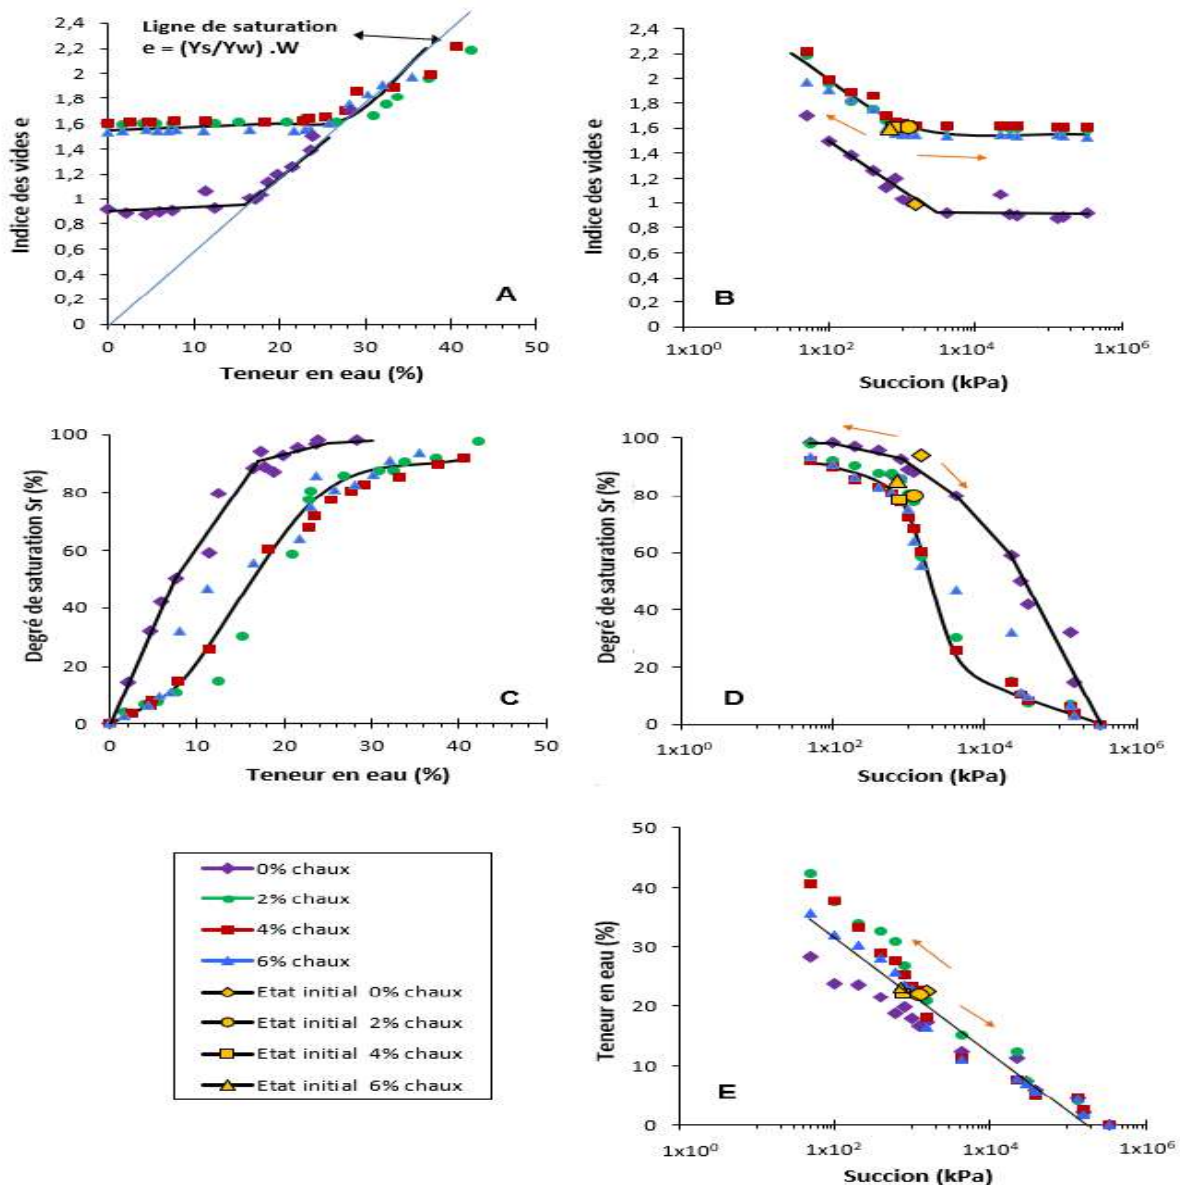 Ligne de saturation
e = (Ys/Yw) .W
Indice des vides e
2,4
2,2
2
1,8
1,6
1,4
1,2
1
0,8
0,6
0,4
0,2
0
0 10 20 30 40 50
Teneur en eau (%)
A
Indice des vides e
2,4
2,2
2
1,8
1,6
1,4
1,2
1
0,8
0,6
0,4
0,2
0
1x10⁰ 1x10² 1x10⁴ 1x10⁶
Succion (kPa)
B
Degré de saturation Sr (%)
100
80
60
40
20
0
0 10 20 30 40 50
Teneur en eau (%)
C
Degré de saturation Sr (%)
100
80
60
40
20
0
1x10⁰ 1x10² 1x10⁴ 1x10⁶
Succion (kPa)
D
0% chaux
2% chaux
4% chaux
6% chaux
Etat initial 0% chaux
Etat initial 2% chaux
Etat initial 4% chaux
Etat initial 6% chaux
Teneur en eau (%)
50
40
30
20
10
0
1x10⁰ 1x10² 1x10⁴ 1x10⁶
Succion (kPa)
E